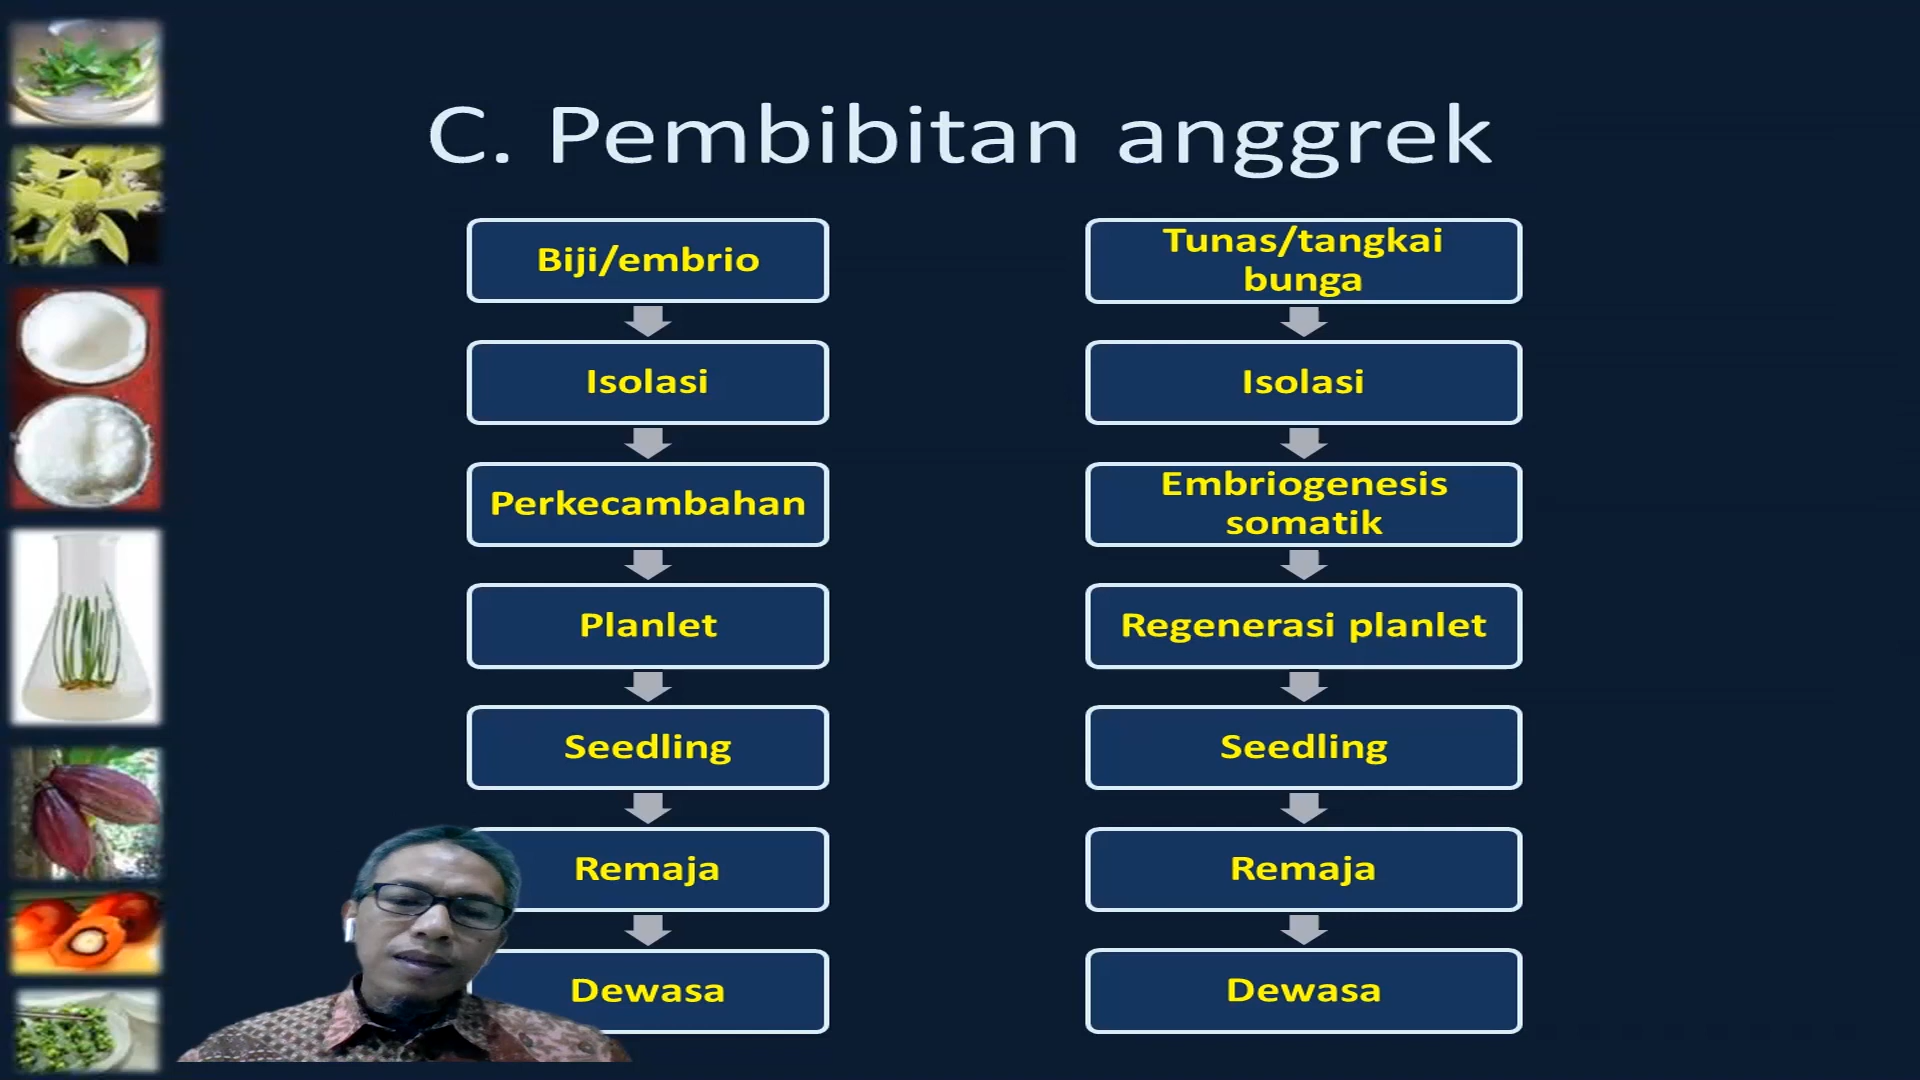 C. Pembibitan anggrek
Biji/embrio
Isolasi
Perkecambahan
Planlet
Seedling
Remaja
Dewasa
Tunas/tangkai
bunga
Isolasi
Embriogenesis
somatik
Regenerasi planlet
Seedling
Remaja
Dewasa